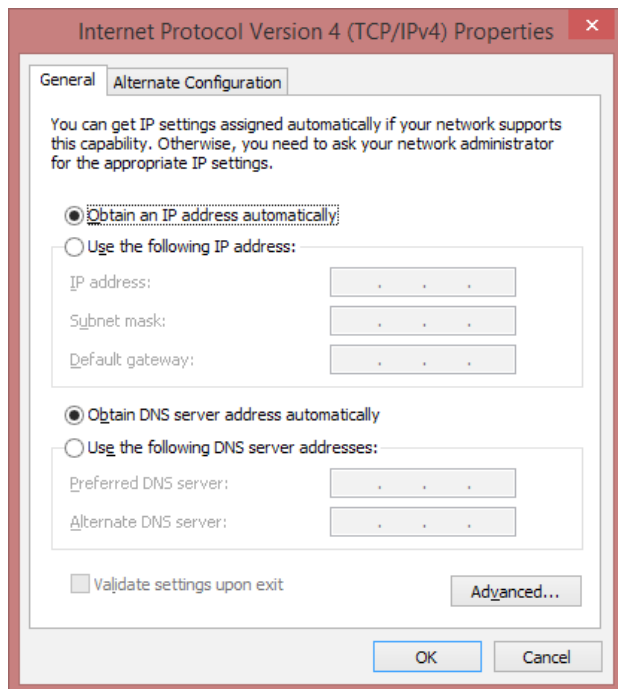 Internet Protocol Version 4 (TCP/IPv4) Properties
General
Alternate Configuration
You can get IP settings assigned automatically if your network supports
this capability. Otherwise, you need to ask your network administrator
for the appropriate IP settings.
Obtain an IP address automatically
Use the following IP address:
IP address:
Subnet mask:
Default gateway:
Obtain DNS server address automatically
Use the following DNS server addresses:
Preferred DNS server:
Alternate DNS server:
Validate settings upon exit
Advanced...
OK
Cancel